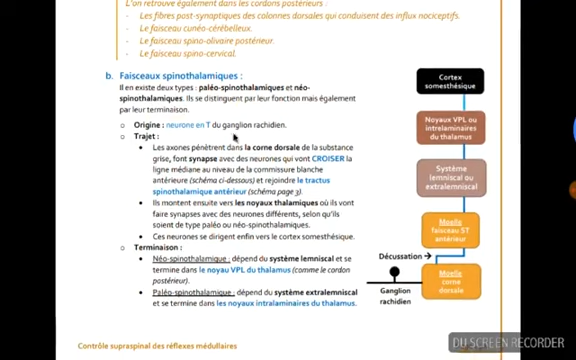 L'on retrouve également dans les cordons postérieurs :
- Les fibres post-synaptiques des colonnes dorsales qui conduisent des influx nociceptifs.
- Le faisceau cunéo-cérébelleux.
- Le faisceau spino-olivaire postérieur.
- Le faisceau spino-cervical.
b. Faisceaux spinothalamiques :
Il en existe deux types : paléo-spinothalamiques et néo-
spinothalamiques. Ils se distinguent par leur fonction mais également
par leur terminaison.
o Origine : neurone en T du ganglion rachidien.
o Trajet :
• Les axones pénètrent dans la corne dorsale de la substance
grise, font synapse avec des neurones qui vont CROISER la
ligne médiane au niveau de la commissure blanche
antérieure (schéma ci-dessous) et rejoindre le tractus
spinothalamique antérieur (schéma page 3).
• Ils montent ensuite vers les noyaux thalamiques où ils vont
faire synapses avec des neurones différents, selon qu'ils
soient de type paléo ou néo-spinothalamiques.
• Ces neurones se dirigent enfin vers le cortex somesthésique.
o Terminaison :
• Néo-spinothalamique : dépend du système lemniscal et se
termine dans le noyau VPL du thalamus (comme le cordon
postérieur).
• Paléo-spinothalamique : dépend du système extralemniscal
et se termine dans les noyaux intralaminaires du thalamus.
Cortex
somesthésique
Noyaux VPL ou
intralaminaires
du thalamus
Système
lemniscal ou
extralemniscal
Moelle
faisceau ST
antérieur
Décussation
Moelle
corne
dorsale
Ganglion
rachidien
Contrôle supraspinal des réflexes médullaires
DU SCREEN RECORDER